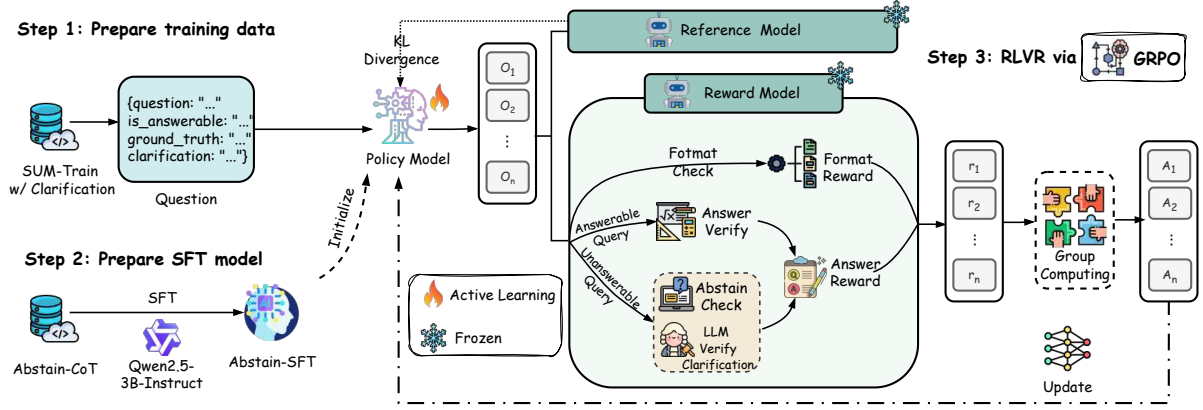 Step 1: Prepare training data
SUM-Train
w/ Clarification
{question: "..."
is_answerable: "..."
ground_truth: "..."
clarification: "..."}
Question
Step 2: Prepare SFT model
Abstain-CoT
SFT
Qwen2.5-
3B-Instruct
AI
Abstain-SFT
Initialize
KL
Divergence
Policy Model
O1
O2
⋮
On
Active Learning
Frozen
Reference Model
Reward Model
Fotmat
Check
Format
Reward
Answerable
Query
Answer
Verify
Unanswerable
Query
Abstain
Check
LLM
Verify
Clarification
Q
A
Answer
Reward
Step 3: RLVR via
GRPO
r1
r2
⋮
rn
Group
Computing
A1
A2
⋮
An
Update